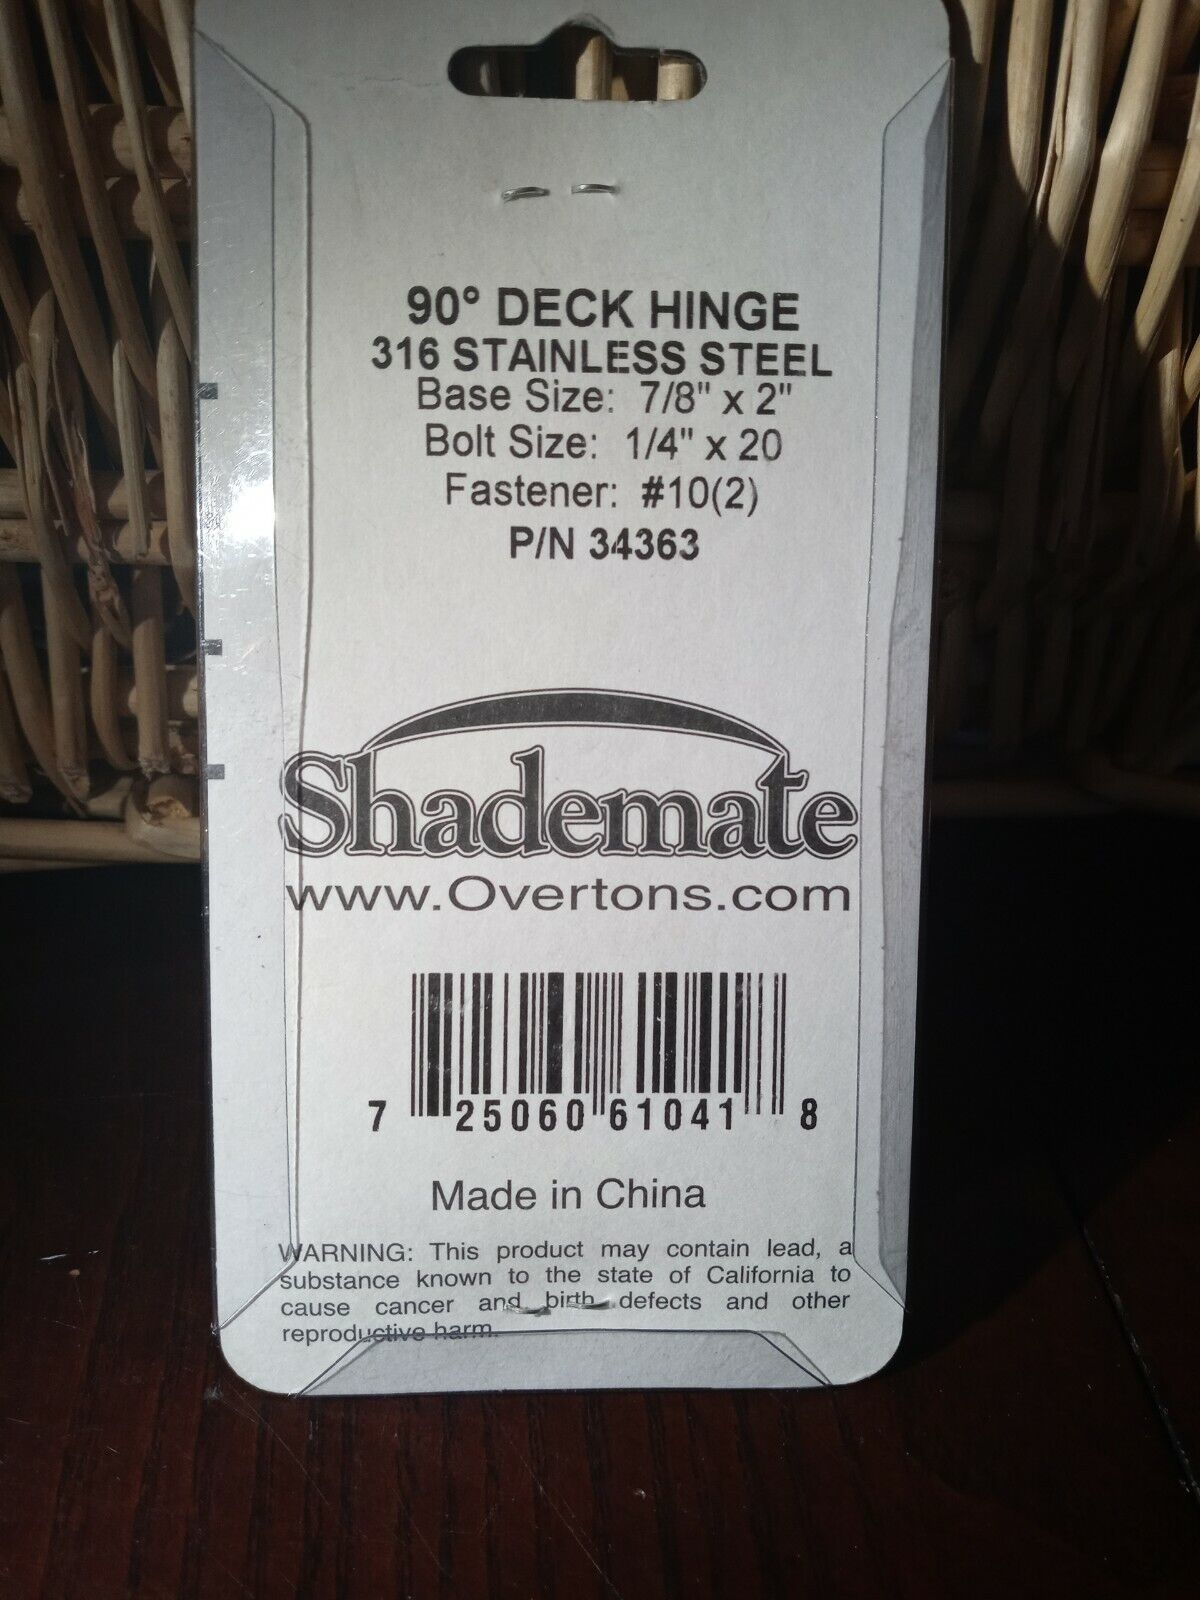 90° DECK HINGE
316 STAINLESS STEEL
Base Size: 7/8" x 2"
Bolt Size: 1/4" x 20
Fastener: #10(2)
P/N 34363
Shademate
www.Overtons.com
7 25060 61041 8
Made in China
WARNING: This product may contain lead, a
substance known to the state of California to
cause cancer and birth defects and other
reproductive harm.